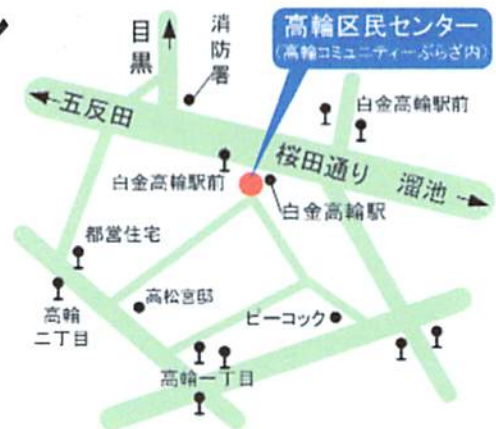 高輪区民センター
(高輪コミュニティーぷらざ内)
目黒
消防署
五反田
白金高輪駅前
桜田通り
溜池
白金高輪駅前
白金高輪駅
都営住宅
高輪
二丁目
高松宮邸
ピーコック
高輪一丁目